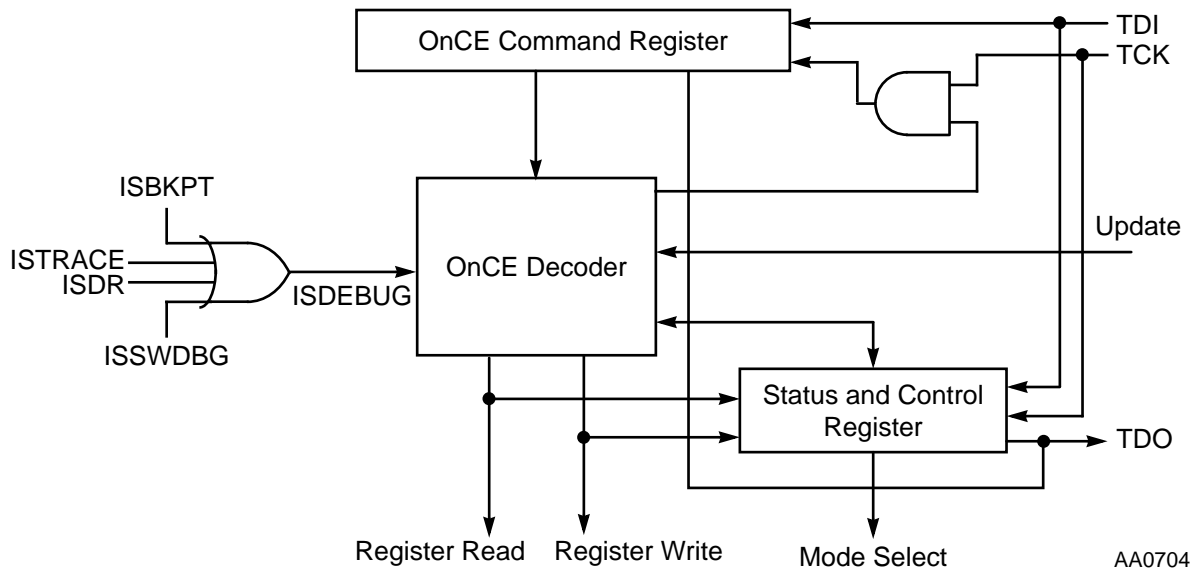 OnCE Command Register
TDI
TCK
ISBKPT
Update
ISTRACE
OnCE Decoder
ISDR
ISDEBUG
ISSWDBG
Status and Control
Register
TDO
Register Read
Register Write
Mode Select
AA0704